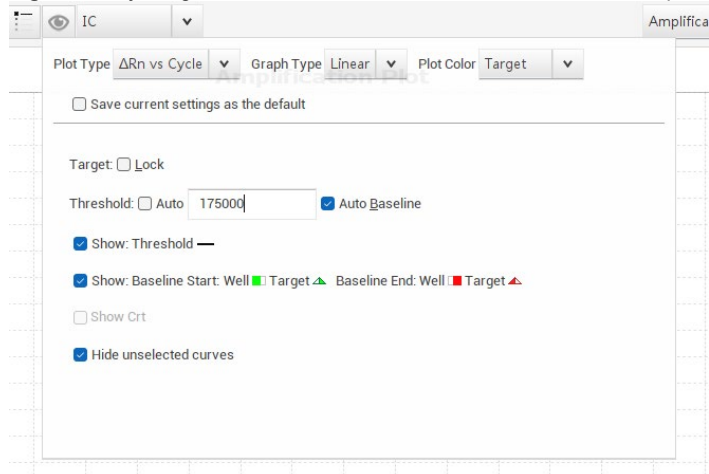 IC
Amplifica
Plot Type ΔRn vs Cycle Graph Type Linear Plot Color Target
Amplification Plot
Save current settings as the default
Target: Lock
Threshold: Auto 175000 Auto Baseline
Show: Threshold
Show: Baseline Start: Well Target Baseline End: Well Target
Show Crt
Hide unselected curves